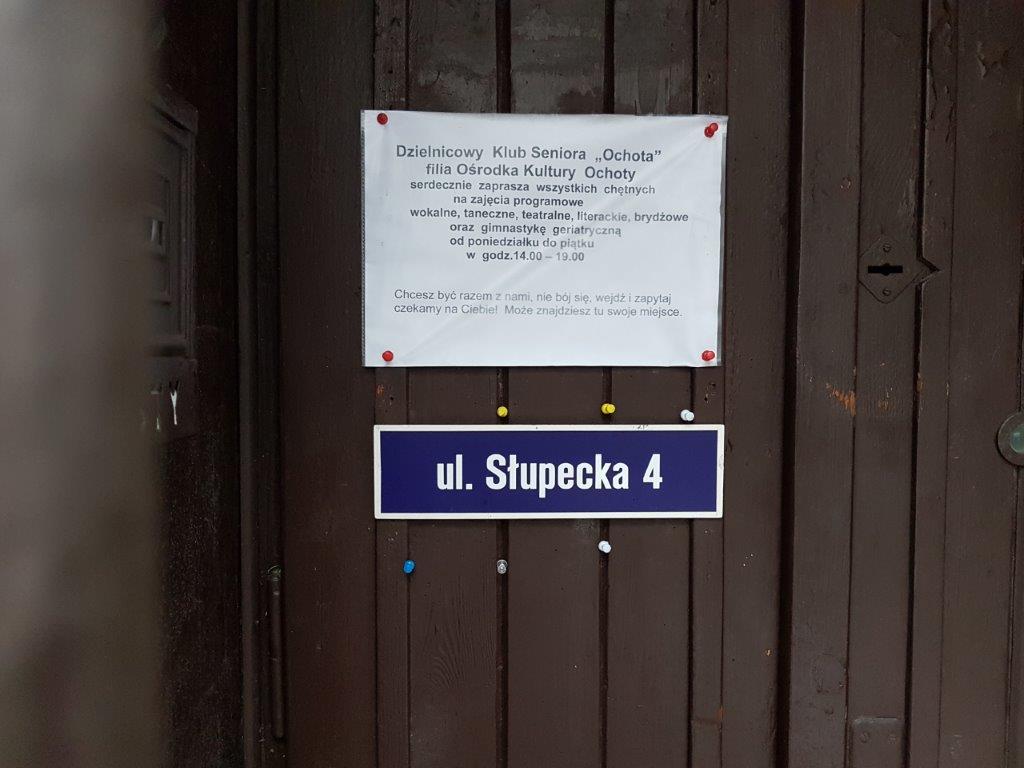 Dzielnicowy Klub Seniora „Ochota”
filia Ośrodka Kultury Ochoty
serdecznie zaprasza wszystkich chętnych
na zajęcia programowe
wokalne, taneczne, teatralne, literackie, brydżowe
oraz gimnastykę geriatryczną
od poniedziałku do piątku
w godz.14.00 – 19.00
Chcesz być razem z nami, nie bój się, wejdź i zapytaj
czekamy na Ciebie! Może znajdziesz tu swoje miejsce.
ul. Słupecka 4